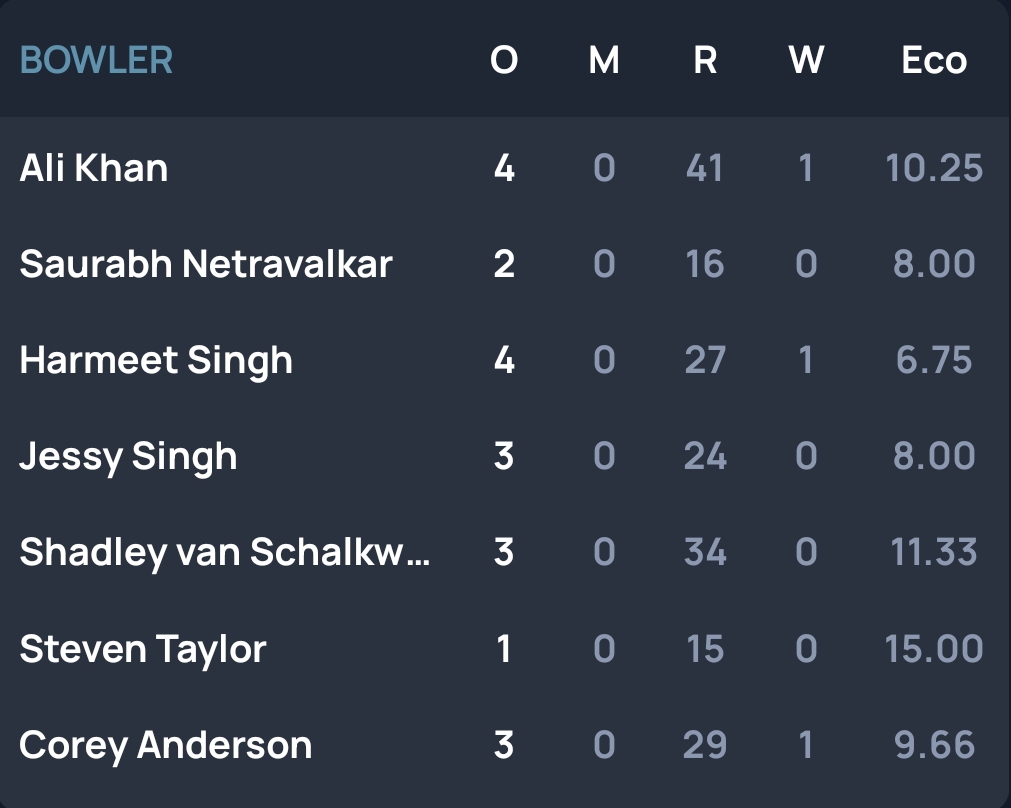 BOWLER O M R W Eco
Ali Khan 4 0 41 1 10.25
Saurabh Netravalkar 2 0 16 0 8.00
Harmeet Singh 4 0 27 1 6.75
Jessy Singh 3 0 24 0 8.00
Shadley van Schalkw... 3 0 34 0 11.33
Steven Taylor 1 0 15 0 15.00
Corey Anderson 3 0 29 1 9.66